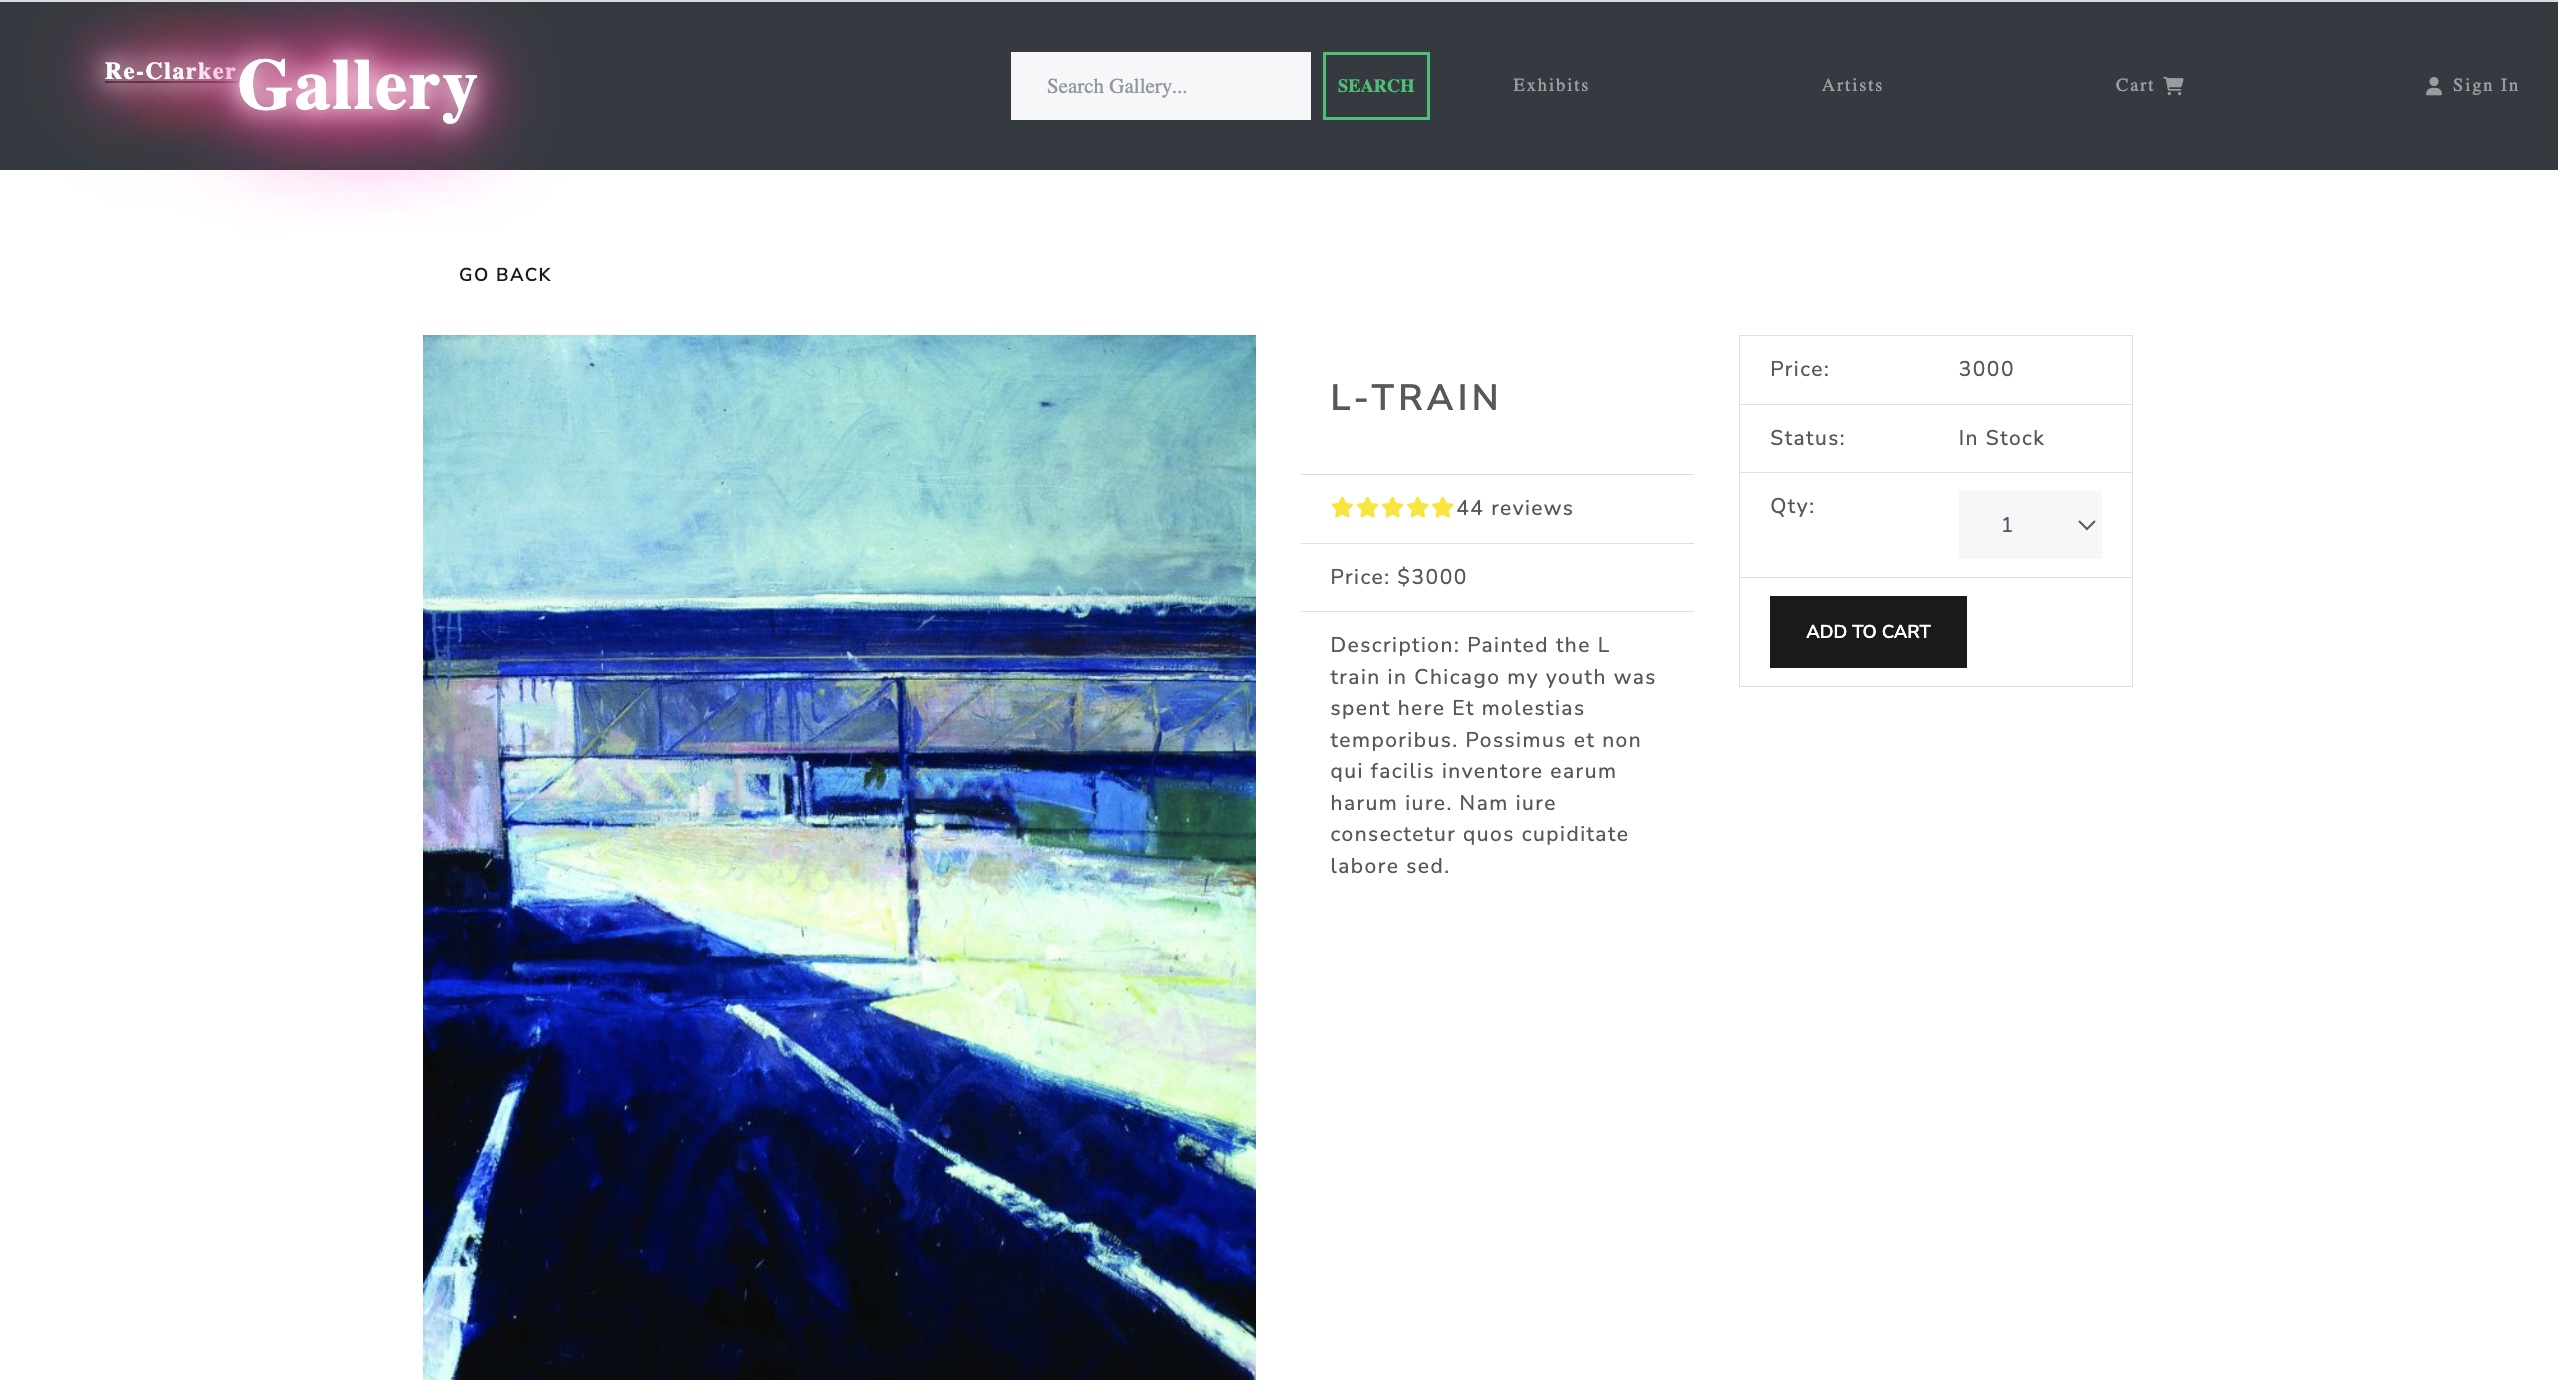 Re-Clarker Gallery
Search Gallery...
SEARCH
Exhibits
Artists
Cart
Sign In
GO BACK
L-TRAIN
44 reviews
Price: $3000
Description: Painted the L
train in Chicago my youth was
spent here Et molestias
temporibus. Possimus et non
qui facilis inventore earum
harum iure. Nam iure
consectetur quos cupiditate
labore sed.
Price: 3000
Status: In Stock
Qty: 1
ADD TO CART